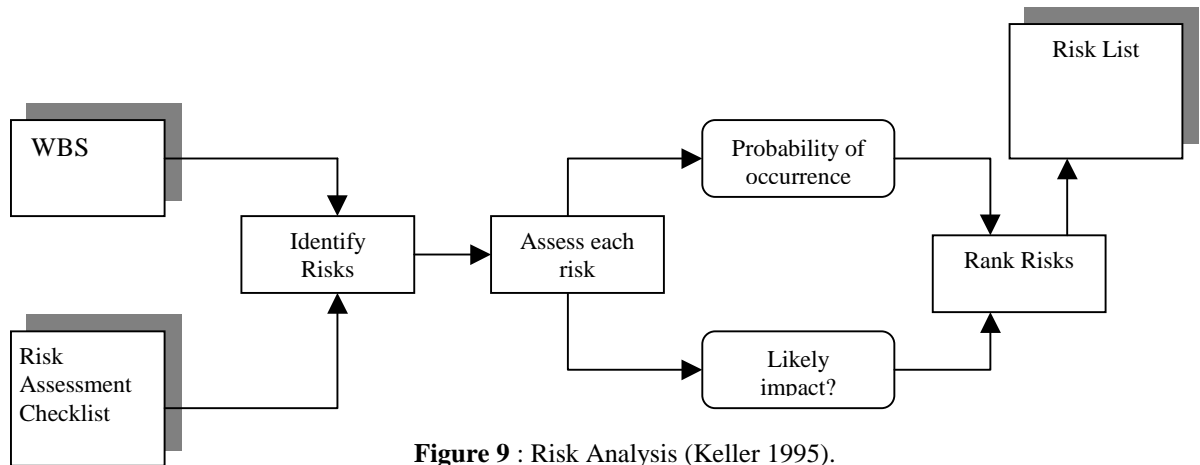 Risk List
WBS
Probability of
occurrence
Identify
Risks
Assess each
risk
Rank Risks
Risk
Assessment
Checklist
Likely
impact?
Figure 9 : Risk Analysis (Keller 1995).